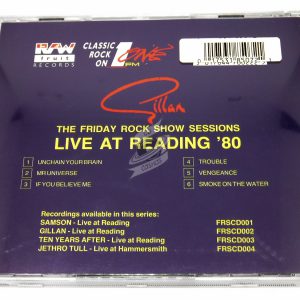 RAW
fruit
RECORDS
CLASSIC
ROCK
ON
1
ONE
FM
Gillan
THE FRIDAY ROCK SHOW SESSIONS
LIVE AT READING '80
1 UNCHAIN YOUR BRAIN
2 MR UNIVERSE
3 IF YOU BELIEVE ME
4 TROUBLE
5 VENGEANCE
6 SMOKE ON THE WATER
Recordings available in this series:
SAMSON - Live at Reading FRSCD001
GILLAN - Live at Reading FRSCD002
TEN YEARS AFTER - Live at Reading FRSCD003
JETHRO TULL - Live at Hammersmith FRSCD004